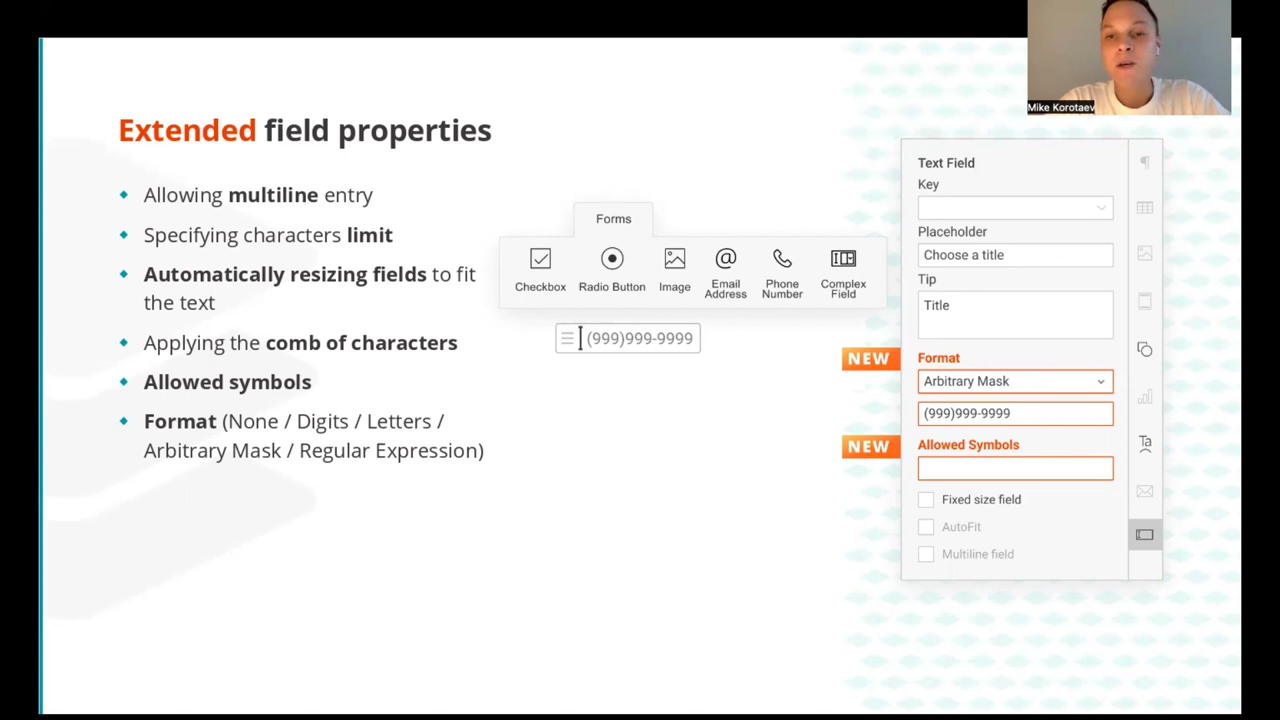 Mike Korotaev
Extended field properties
Allowing multiline entry
Specifying characters limit
Automatically resizing fields to fit
the text
Applying the comb of characters
Allowed symbols
Format (None / Digits / Letters /
Arbitrary Mask / Regular Expression)
Forms
Checkbox
Radio Button
Image
Email
Address
Phone
Number
Complex
Field
(999)999-9999
Text Field
Key
Placeholder
Choose a title
Tip
Title
NEW
Format
Arbitrary Mask
(999)999-9999
NEW
Allowed Symbols
Fixed size field
AutoFit
Multiline field